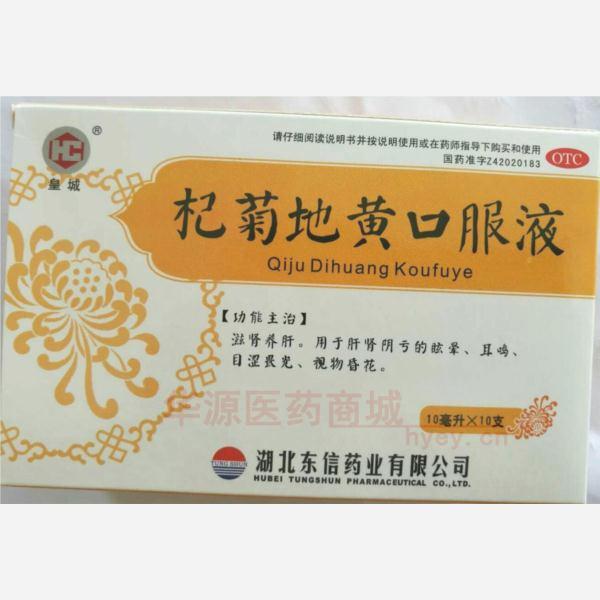 HC
®
皇城
请仔细阅读说明书并按说明使用或在药师指导下购买和使用
国药准字Z42020183
OTC
杞菊地黄口服液
Qiju Dihuang Koufuye
【功能主治】
滋肾养肝。用于肝肾阴亏的眩晕、耳鸣、
目涩畏光、视物昏花。
华源医药商城
hyey.cn
10毫升×10支
TUNG SHUN
湖北东信药业有限公司
HUBEI TUNGSHUN PHARMACEUTICAL CO.,LTD.